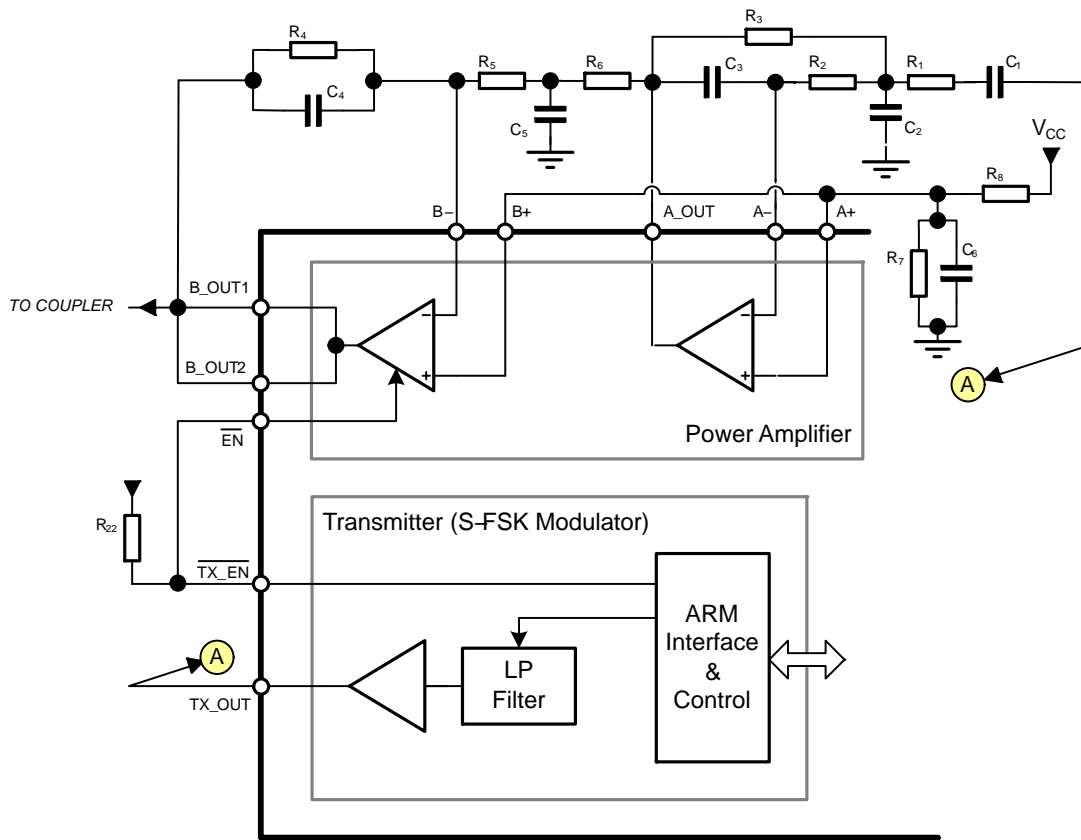 R3
R4
R5
R6
C3
R2
R1
C1
C4
C5
C2
VCC
R8
B−
B+
A_OUT
A−
A+
R7
C6
B_OUT1
TO COUPLER
−
−
B_OUT2
+
+
A
EN
Power Amplifier
R22
Transmitter (S−FSK Modulator)
TX_EN
ARM
Interface
&
Control
A
LP
Filter
TX_OUT